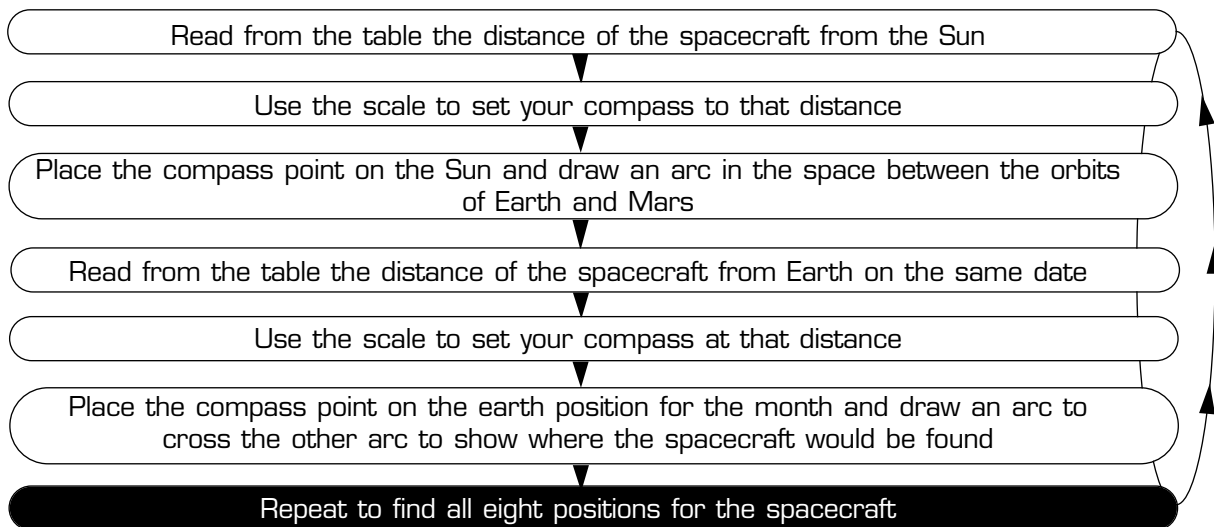 Read from the table the distance of the spacecraft from the Sun
Use the scale to set your compass to that distance
Place the compass point on the Sun and draw an arc in the space between the orbits
of Earth and Mars
Read from the table the distance of the spacecraft from Earth on the same date
Use the scale to set your compass at that distance
Place the compass point on the earth position for the month and draw an arc to
cross the other arc to show where the spacecraft would be found
Repeat to find all eight positions for the spacecraft